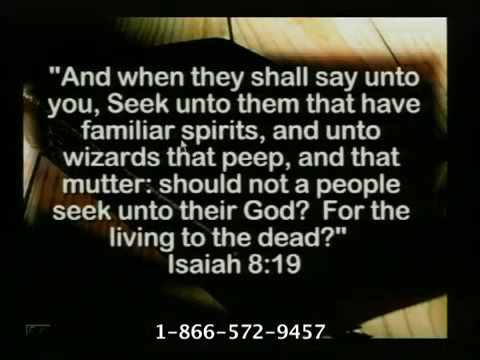 "And when they shall say unto
you, Seek unto them that have
familiar spirits, and unto
wizards that peep, and that
mutter: should not a people
seek unto their God?  For the
living to the dead?"
Isaiah 8:19
1-866-572-9457